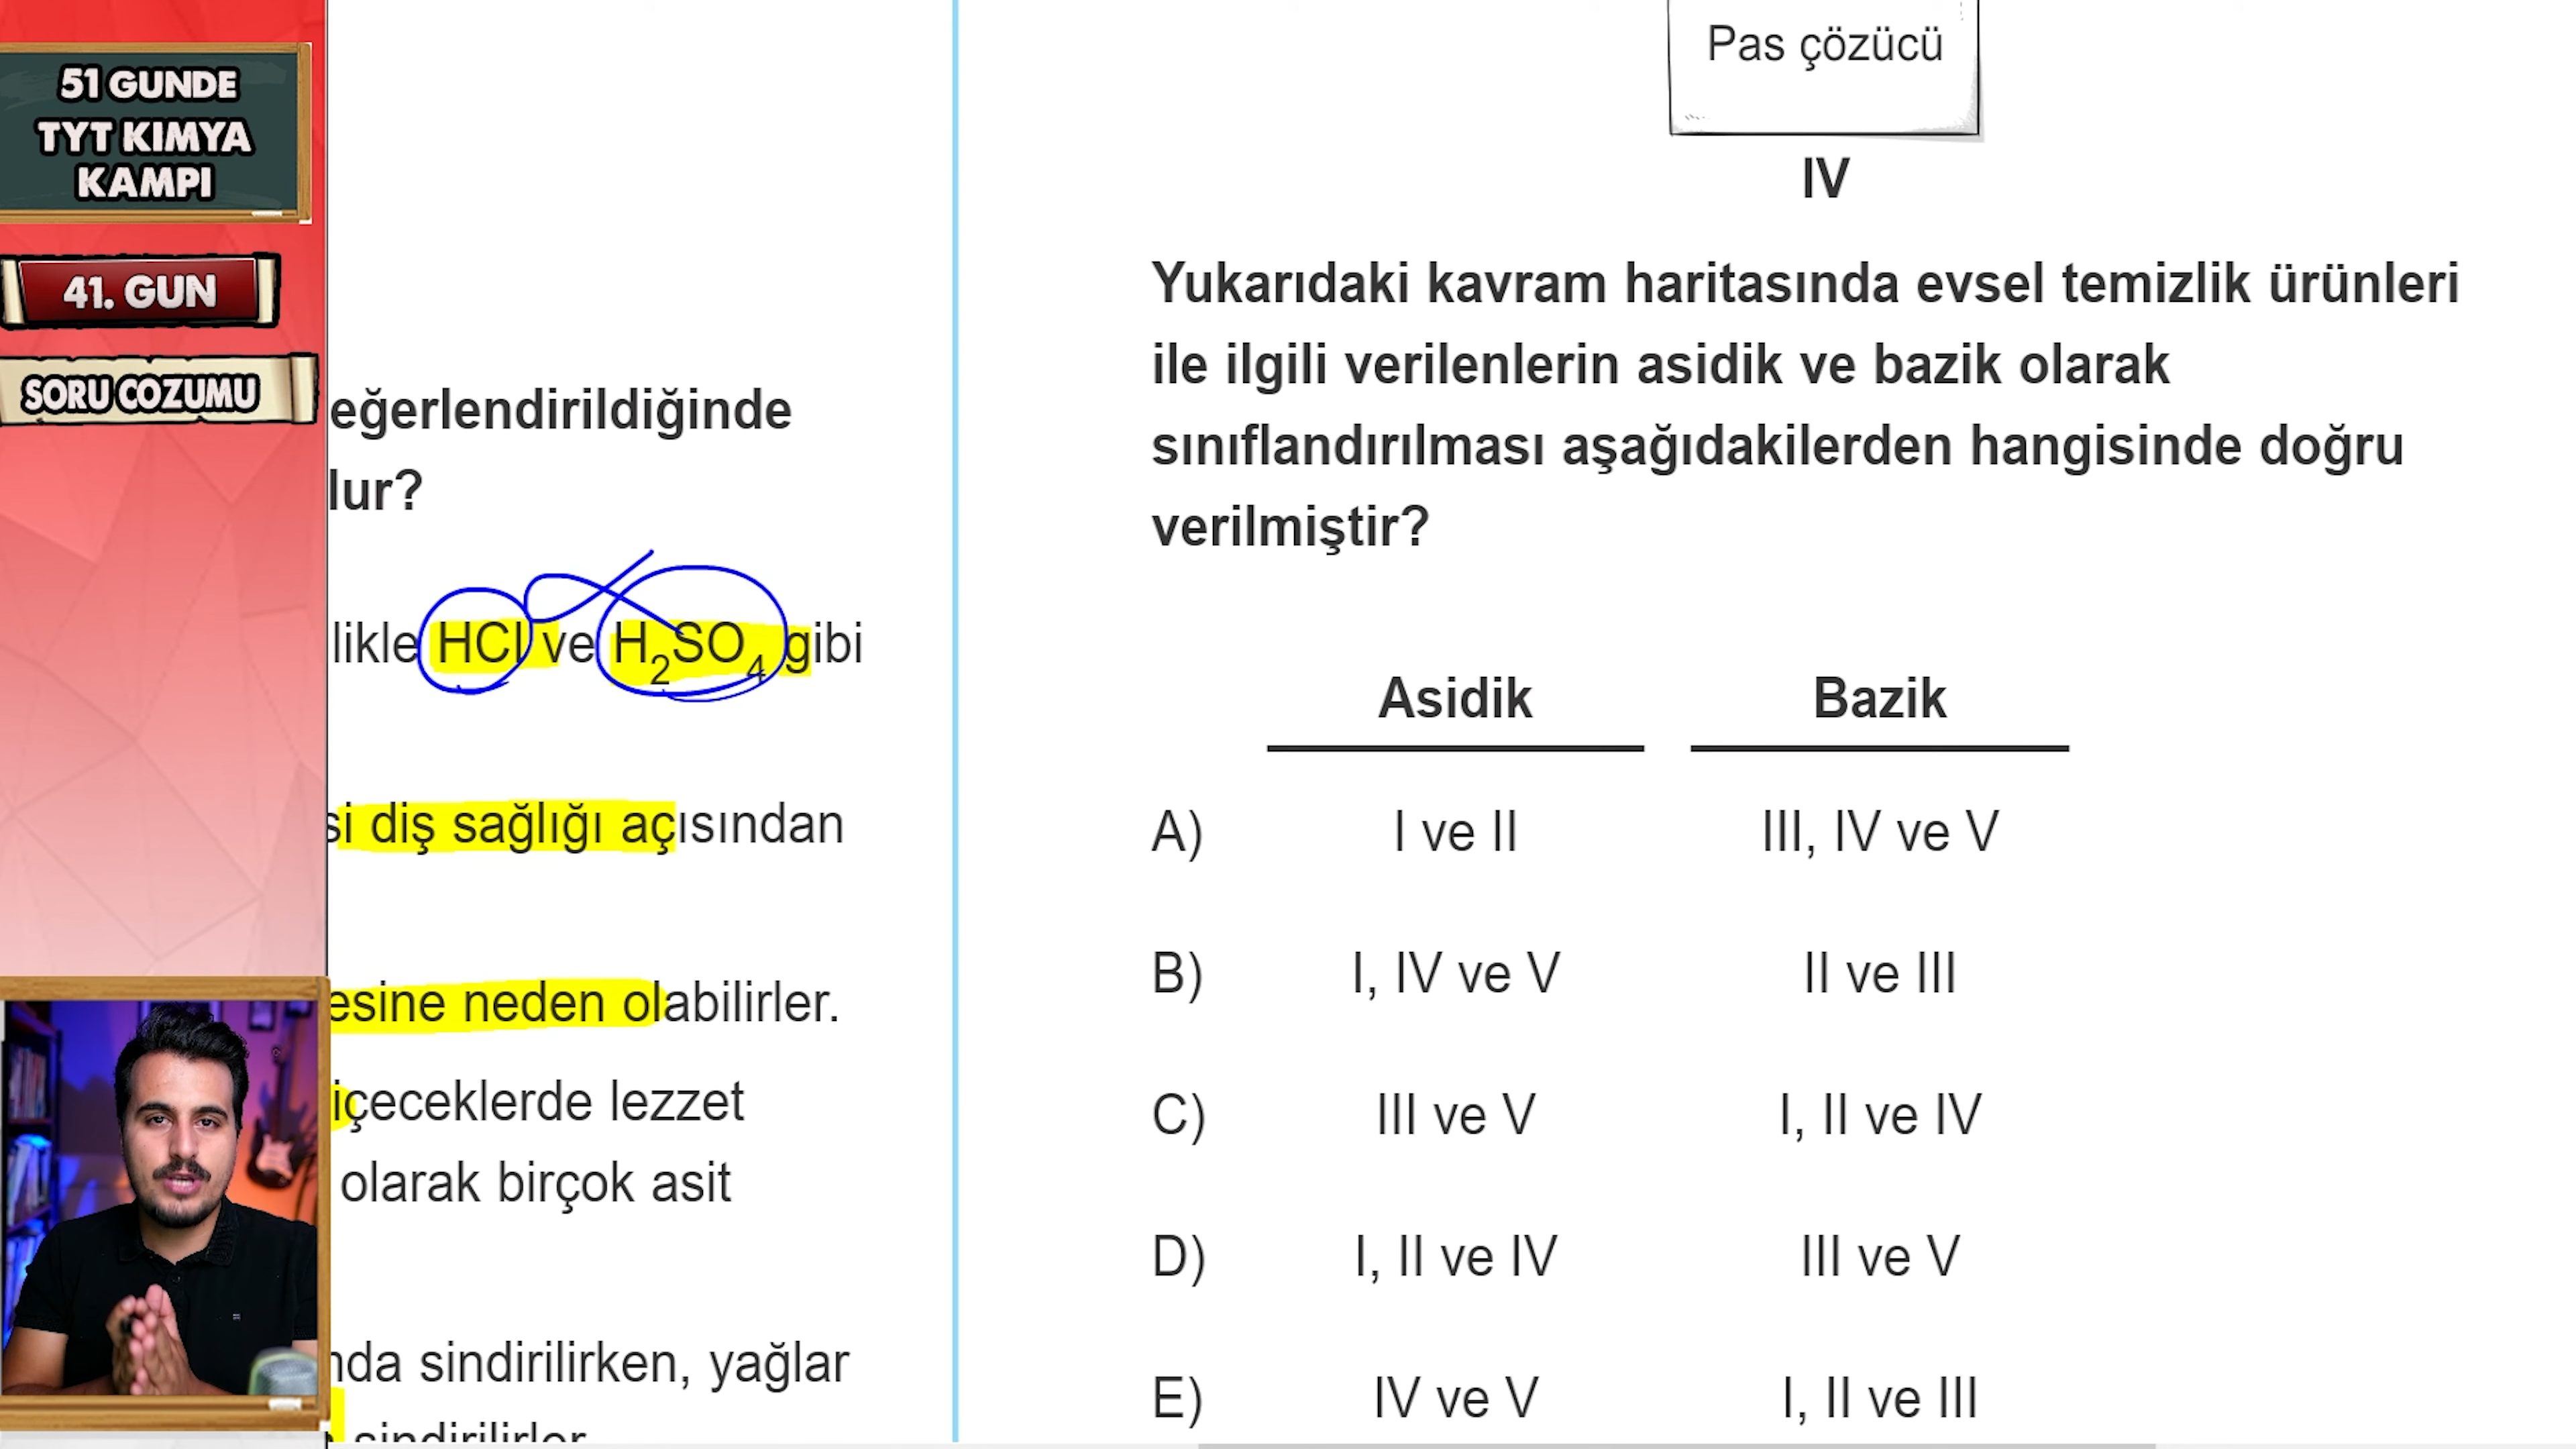 51 GUNDE
TYT KIMYA
KAMPI
41. GUN
SORU COZUMU
eğerlendirildiğinde
lur?
likle HCl ve H₂SO₄ gibi
si diş sağlığı açısından
esine neden olabilirler.
içeceklerde lezzet
olarak birçok asit
nda sindirilirken, yağlar
Pas çözücü
IV
Yukarıdaki kavram haritasında evsel temizlik ürünleri
ile ilgili verilenlerin asidik ve bazik olarak
sınıflandırılması aşağıdakilerden hangisinde doğru
verilmiştir?
Asidik Bazik
A) I ve II III, IV ve V
B) I, IV ve V II ve III
C) III ve V I, II ve IV
D) I, II ve IV III ve V
E) IV ve V I, II ve III